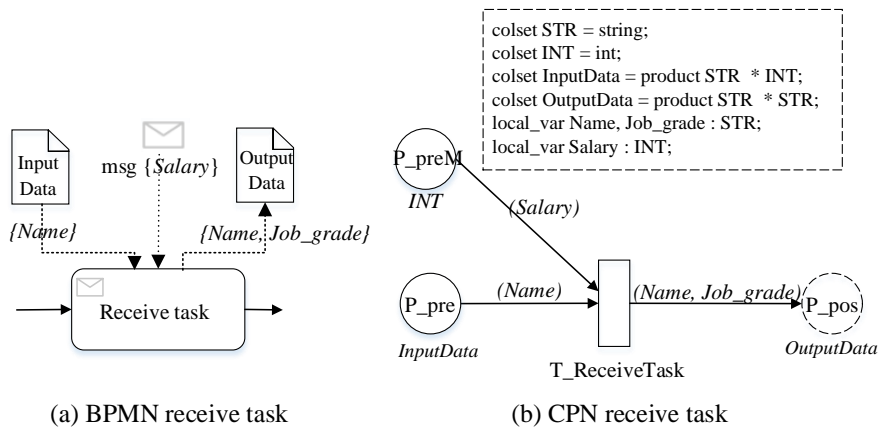 Input
Data
msg {Salary}
Output
Data
{Name}
{Name, Job_grade}
Receive task
(a) BPMN receive task
colset STR = string;
colset INT = int;
colset InputData = product STR * INT;
colset OutputData = product STR * STR;
local_var Name, Job_grade : STR;
local_var Salary : INT;
P_preM
INT
(Salary)
P_pre
(Name)
(Name, Job_grade)
P_pos
InputData
OutputData
T_ReceiveTask
(b) CPN receive task